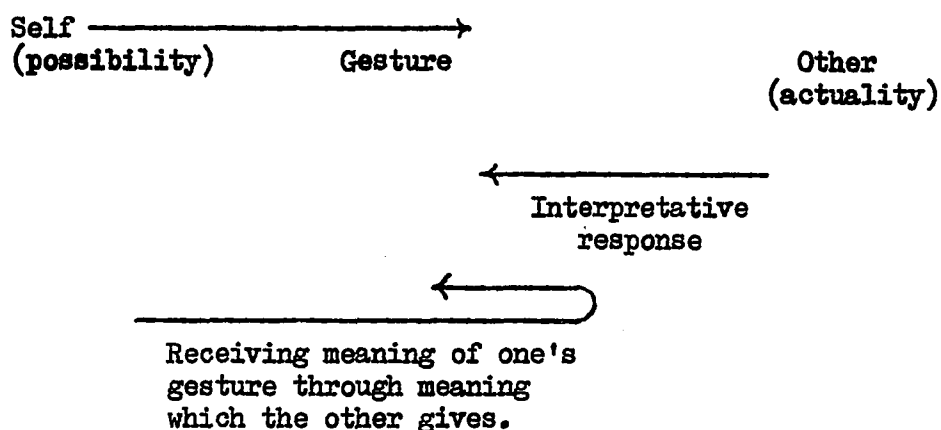 Self
(possibility) Gesture Other
(actuality)
Interpretative
response
Receiving meaning of one's
gesture through meaning
which the other gives.